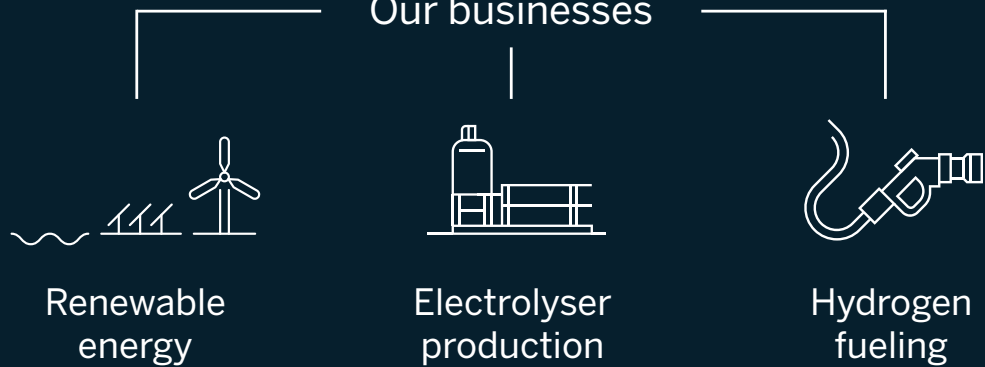 Our businesses
Renewable
energy
Electrolyser
production
Hydrogen
fueling